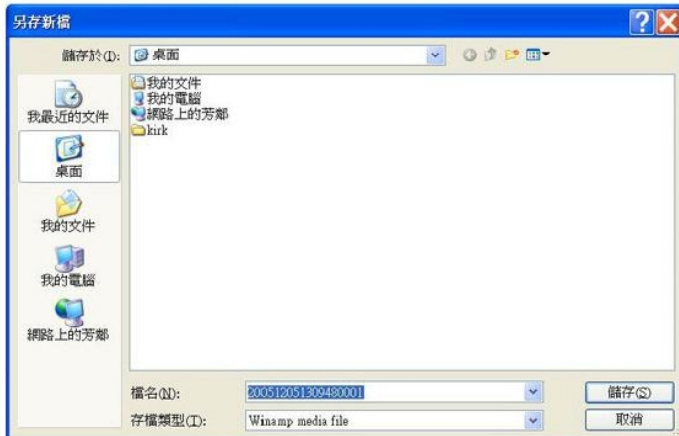 另存新檔
儲存於(I): 桌面
我最近的文件
桌面
我的文件
我的電腦
網路上的芳鄰
我的文件
我的電腦
網路上的芳鄰
kirk
檔名(N): 200512051309480001 儲存(S)
存檔類型(T): Winamp media file 取消